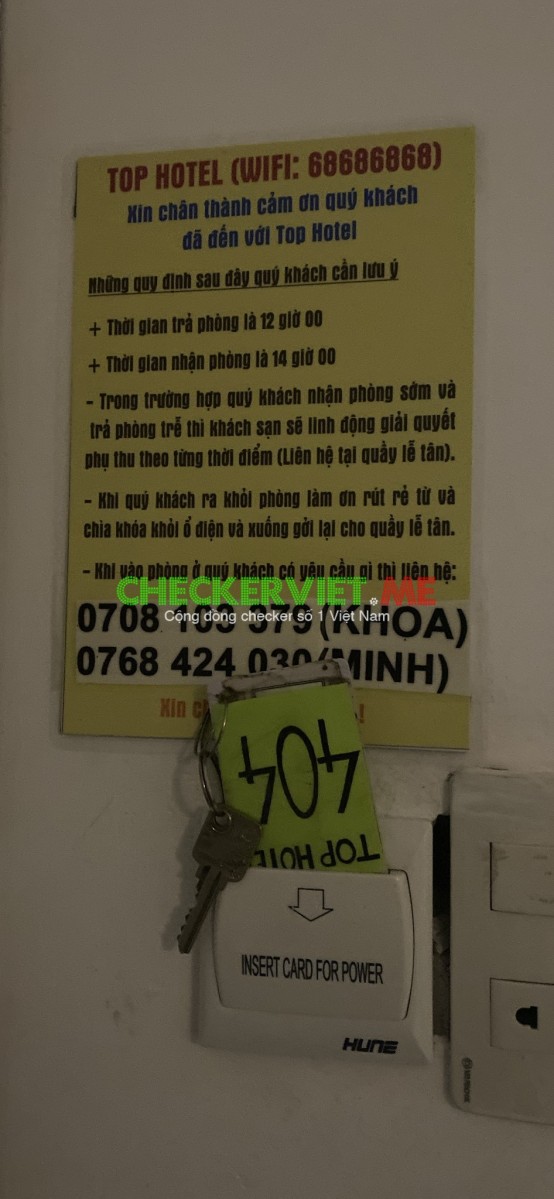 TOP HOTEL (WIFI: 68686868)
Xin chân thành cảm ơn quý khách
đã đến với Top Hotel
Những quy định sau đây quý khách cần lưu ý
+ Thời gian trả phòng là 12 giờ 00
+ Thời gian nhận phòng là 14 giờ 00
- Trong trường hợp quý khách nhận phòng sớm và
trả phòng trễ thì khách sạn sẽ linh động giải quyết
phụ thu theo từng thời điểm (Liên hệ tại quầy lễ tân).
- Khi quý khách ra khỏi phòng làm ơn rút rẻ từ và
chìa khóa khỏi ổ điện và xuống gởi lại cho quầy lễ tân.
- Khi vào phòng ở quý khách có yêu cầu gì thì liên hệ:
CHECKERVIET.ME
Cộng đồng checker số 1 Việt Nam
0708 (KHOA)
0768 424 030 (MINH)
Xin
404
TOP HOTE
INSERT CARD FOR POWER
HUNE